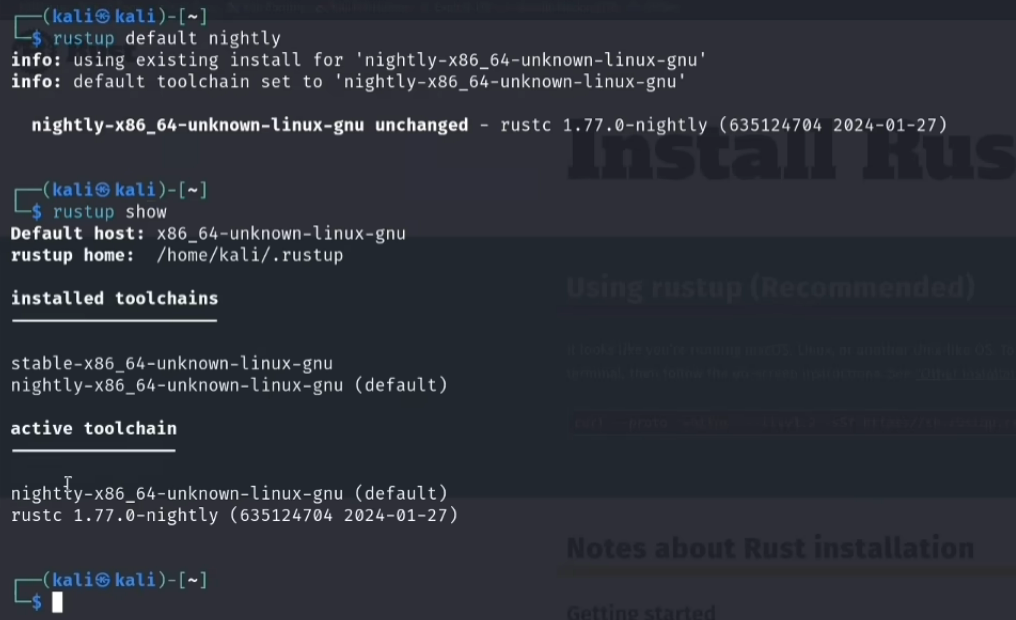 ┌──(kali㉿kali)-[~]
└─$ rustup default nightly
info: using existing install for 'nightly-x86_64-unknown-linux-gnu'
info: default toolchain set to 'nightly-x86_64-unknown-linux-gnu'
nightly-x86_64-unknown-linux-gnu unchanged - rustc 1.77.0-nightly (635124704 2024-01-27)
Install Rus
┌──(kali㉿kali)-[~]
└─$ rustup show
Default host: x86_64-unknown-linux-gnu
rustup home:  /home/kali/.rustup
Using rustup (Recommended)
installed toolchains
stable-x86_64-unknown-linux-gnu
nightly-x86_64-unknown-linux-gnu (default)
active toolchain
nightly-x86_64-unknown-linux-gnu (default)
rustc 1.77.0-nightly (635124704 2024-01-27)
Notes about Rust installation
┌──(kali㉿kali)-[~]
└─$
Getting started